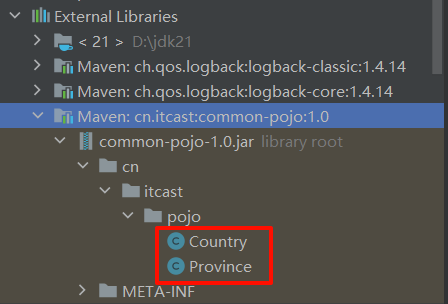 External Libraries
< 21 > D:\jdk21
Maven: ch.qos.logback:logback-classic:1.4.14
Maven: ch.qos.logback:logback-core:1.4.14
Maven: cn.itcast:common-pojo:1.0
common-pojo-1.0.jar library root
cn
itcast
pojo
C Country
C Province
META-INF